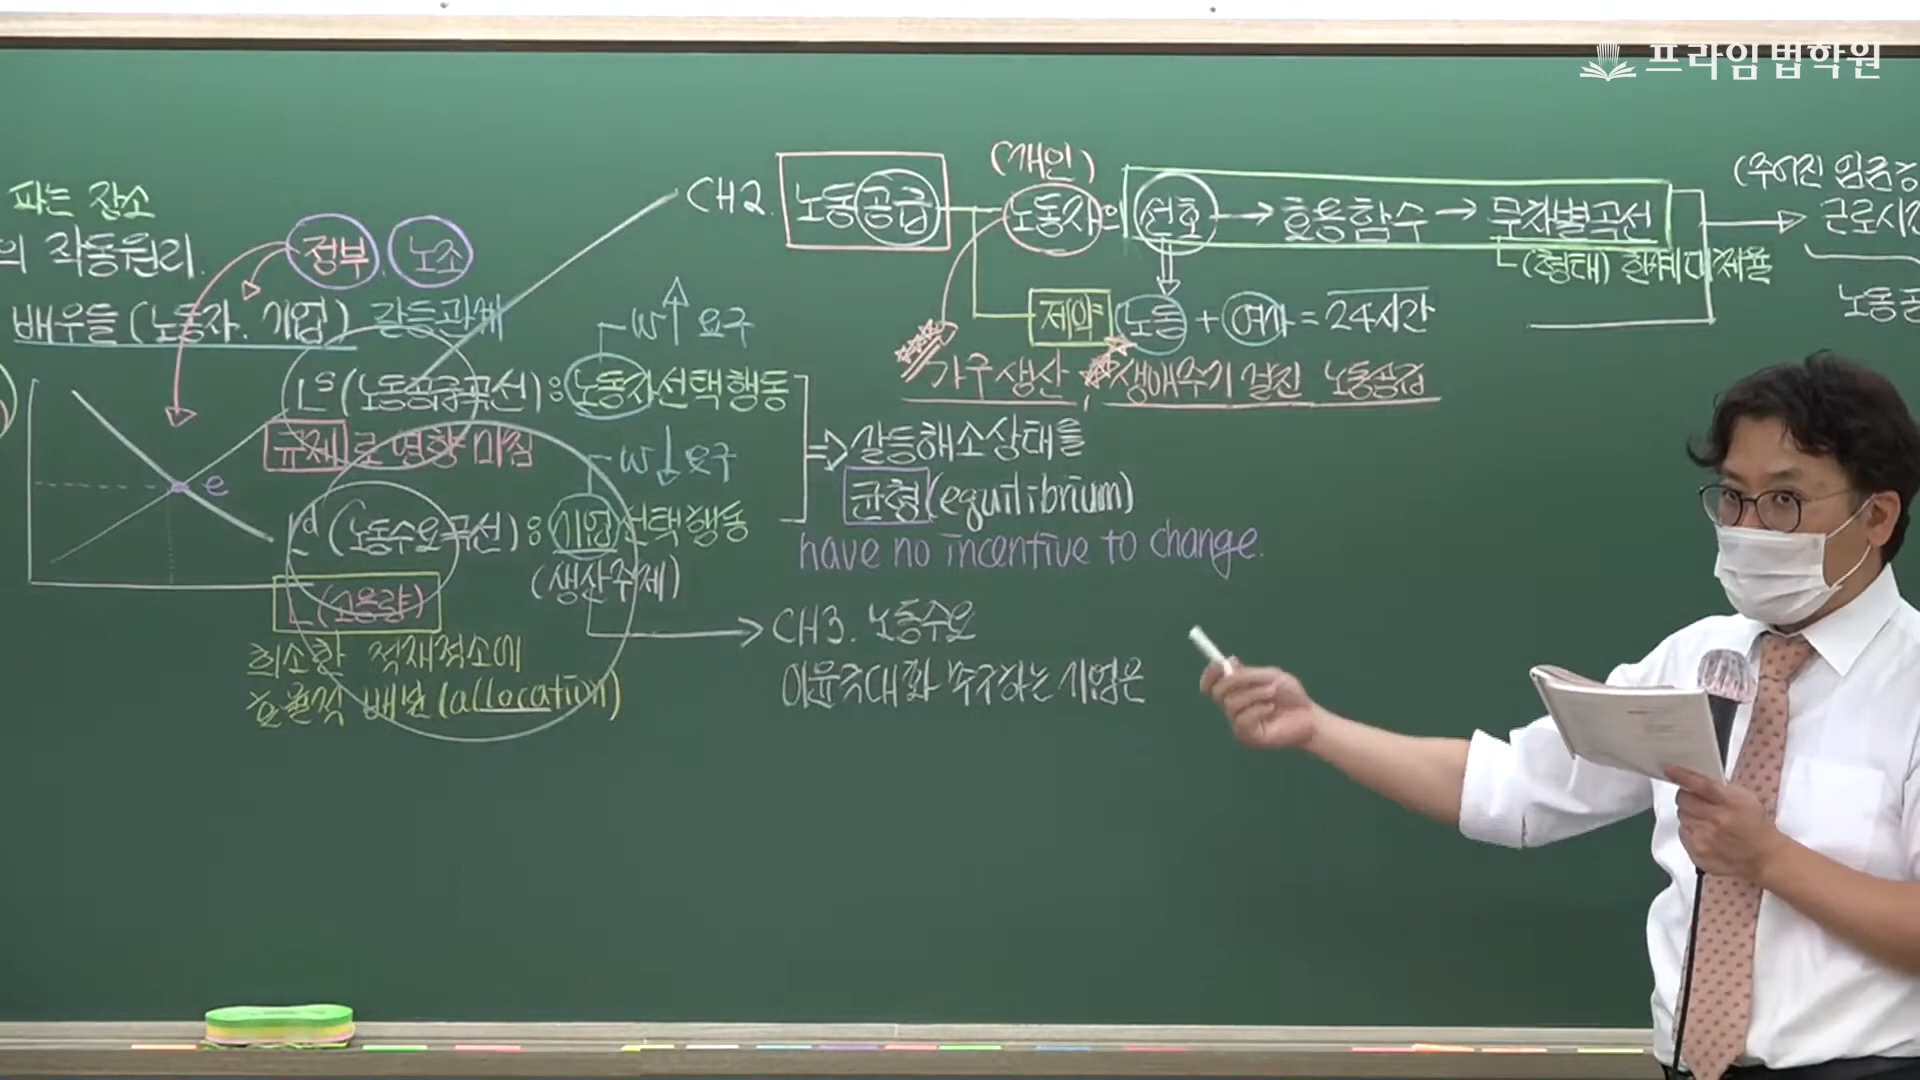 프라임법학원
파는 장소
의 작동원리.
정부 노조
배우들 (노동자. 기업) 갈등관계
w↑ 요구
Lˢ (노동공급곡선) : 노동자 선택행동
규제로 영향 미침
w↓ 요구
e
Lᵈ (노동수요곡선) : 기업 선택행동
(생산주체)
L (고용량)
희소한 적재적소에
효율적 배분 (allocation)
⇒ 갈등해소상태를
균형 (equilibrium)
have no incentive to change.
CH2. 노동공급
(개인)
노동자의 선호 → 효용함수 → 무차별곡선
(형태) 한계대체율
제약 노동 + 여가 = 24시간
가구생산, 생애주기 걸친 노동공급
(주어진 임금
근로시간
노동공
CH3. 노동수요
이윤극대화 추구하는 기업은